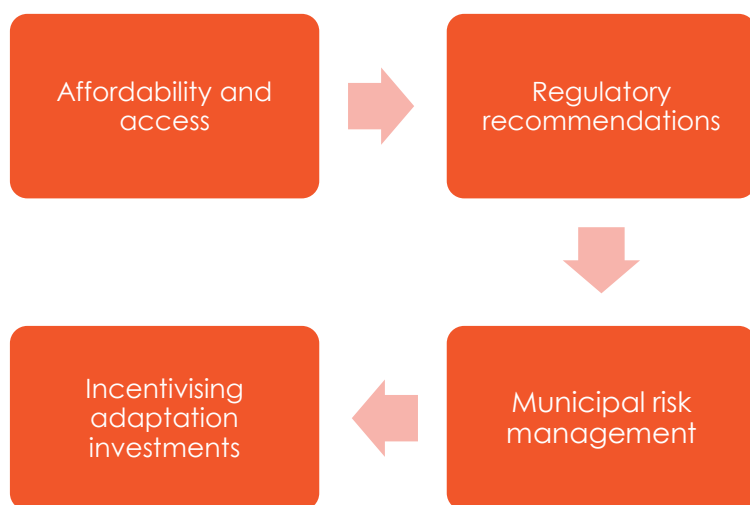 Affordability and
access
Regulatory
recommendations
Municipal risk
management
Incentivising
adaptation
investments